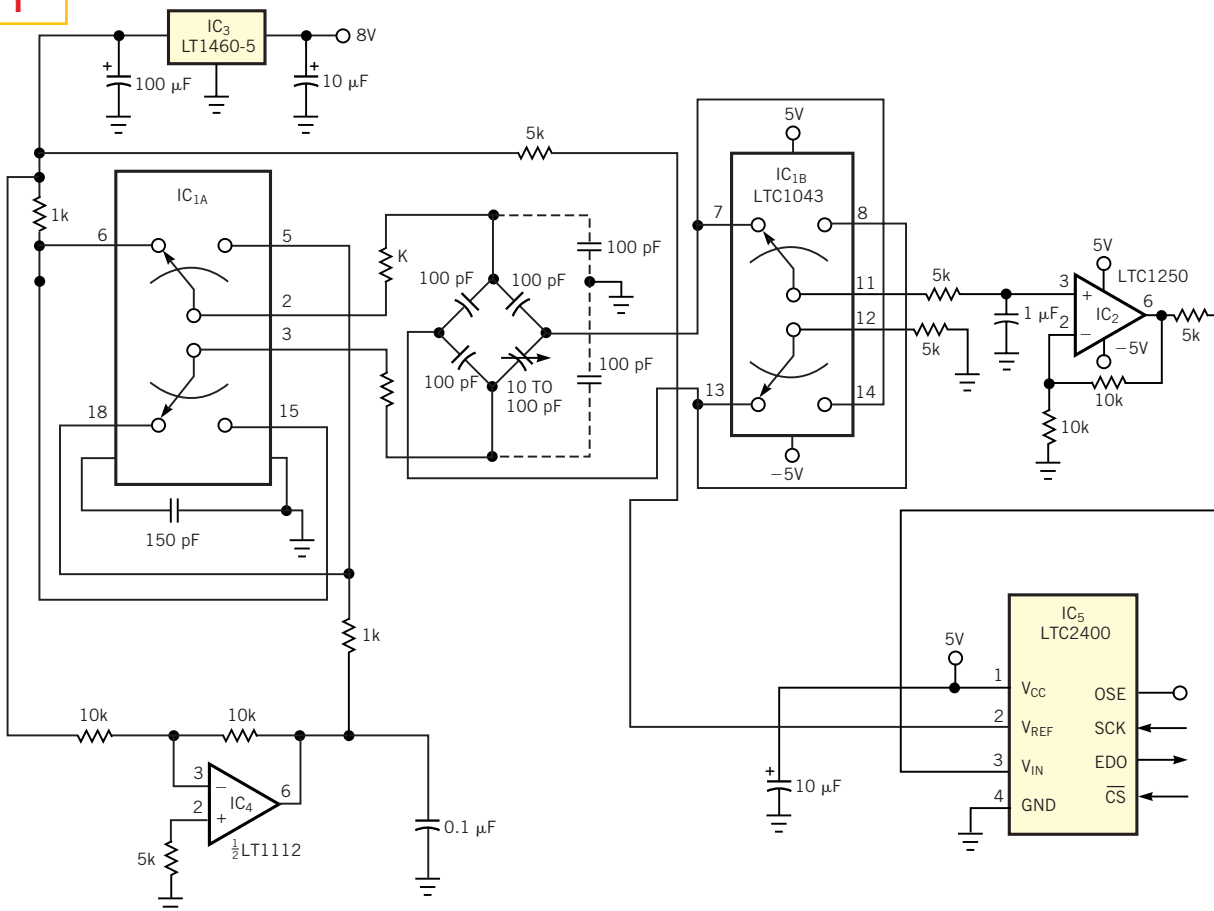 IC3
LT1460-5
8V
+
100 µF
+
10 µF
5k
1k
IC1A
6
5
2
3
18
15
150 pF
K
100 pF
100 pF
100 pF
10 TO
100 pF
100 pF
100 pF
5V
IC1B
LTC1043
7
8
11
12
13
14
−5V
5k
5k
1 µF
5V
LTC1250
3
+
IC2
2
−
6
−5V
5k
10k
10k
1k
10k
10k
3
−
IC4
6
2
+
½LT1112
5k
0.1 µF
IC5
LTC2400
5V
1
VCC
OSE
2
VREF
SCK
3
VIN
EDO
4
GND
CS
+
10 µF